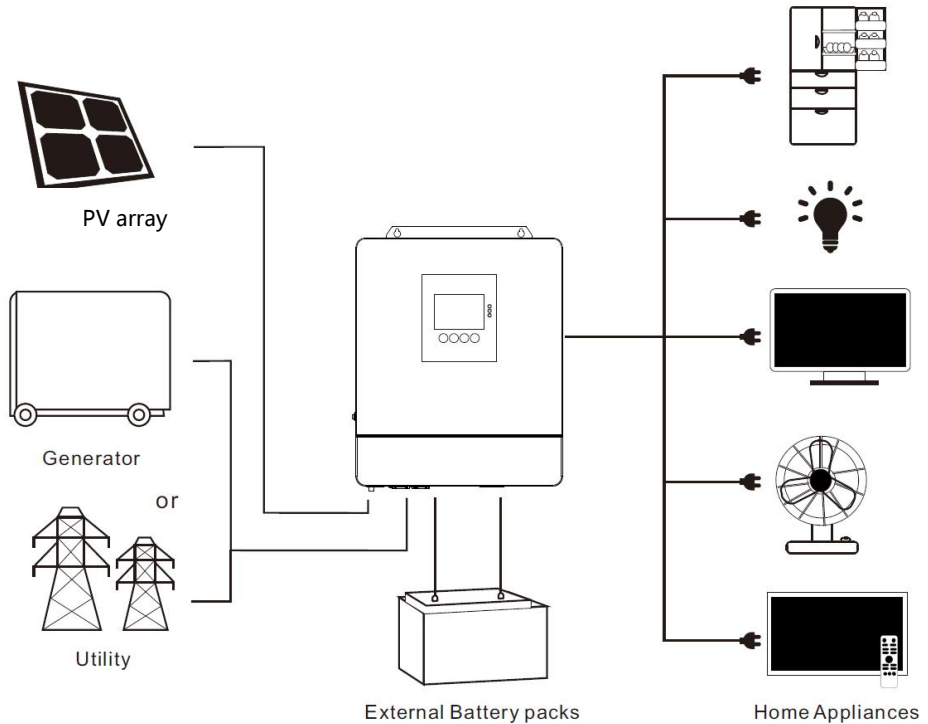 PV array
Generator
or
Utility
External Battery packs
Home Appliances